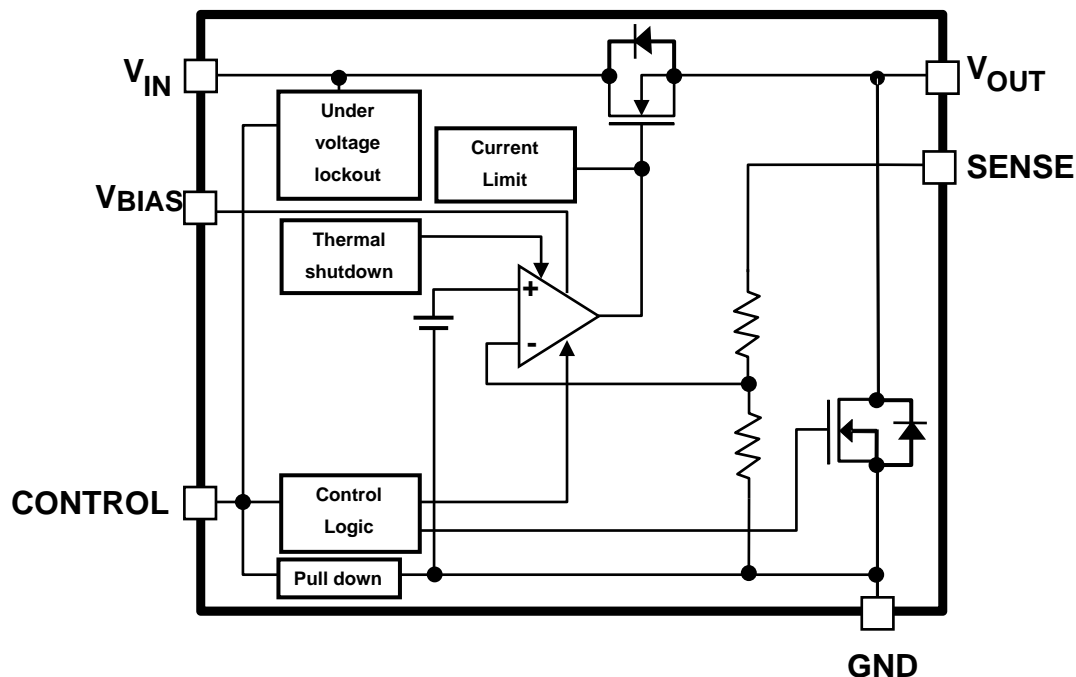 VIN
VOUT
Under
voltage
lockout
Current
Limit
SENSE
VBIAS
Thermal
shutdown
+
-
CONTROL
Control
Logic
Pull down
GND